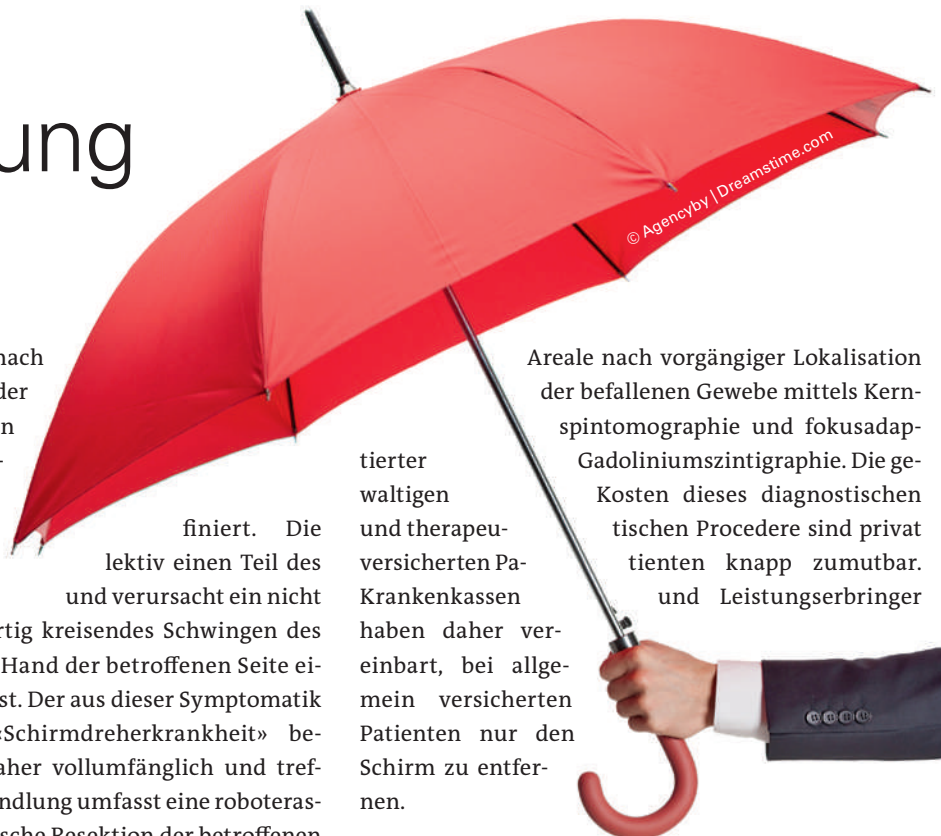 ung
nach
der
n
-
finiert. Die
lektiv einen Teil des
und verursacht ein nicht
rtig kreisendes Schwingen des
Hand der betroffenen Seite ei-
st. Der aus dieser Symptomatik
«Schirmdreherkrankheit» be-
aher vollumfänglich und tref-
ndlung umfasst eine roboteras-
sche Resektion der betroffenen
Areale nach vorgängiger Lokalisation
der befallenen Gewebe mittels Kern-
spintomographie und fokusadap-
tierter Gadoliniumszintigraphie. Die ge-
waltigen Kosten dieses diagnostischen
und therapeu- tischen Procedere sind privat
versicherten Pa- tienten knapp zumutbar.
Krankenkassen und Leistungserbringer
haben daher ver-
einbart, bei allge-
mein versicherten
Patienten nur den
Schirm zu entfer-
nen.
© Agencyby | Dreamstime.com